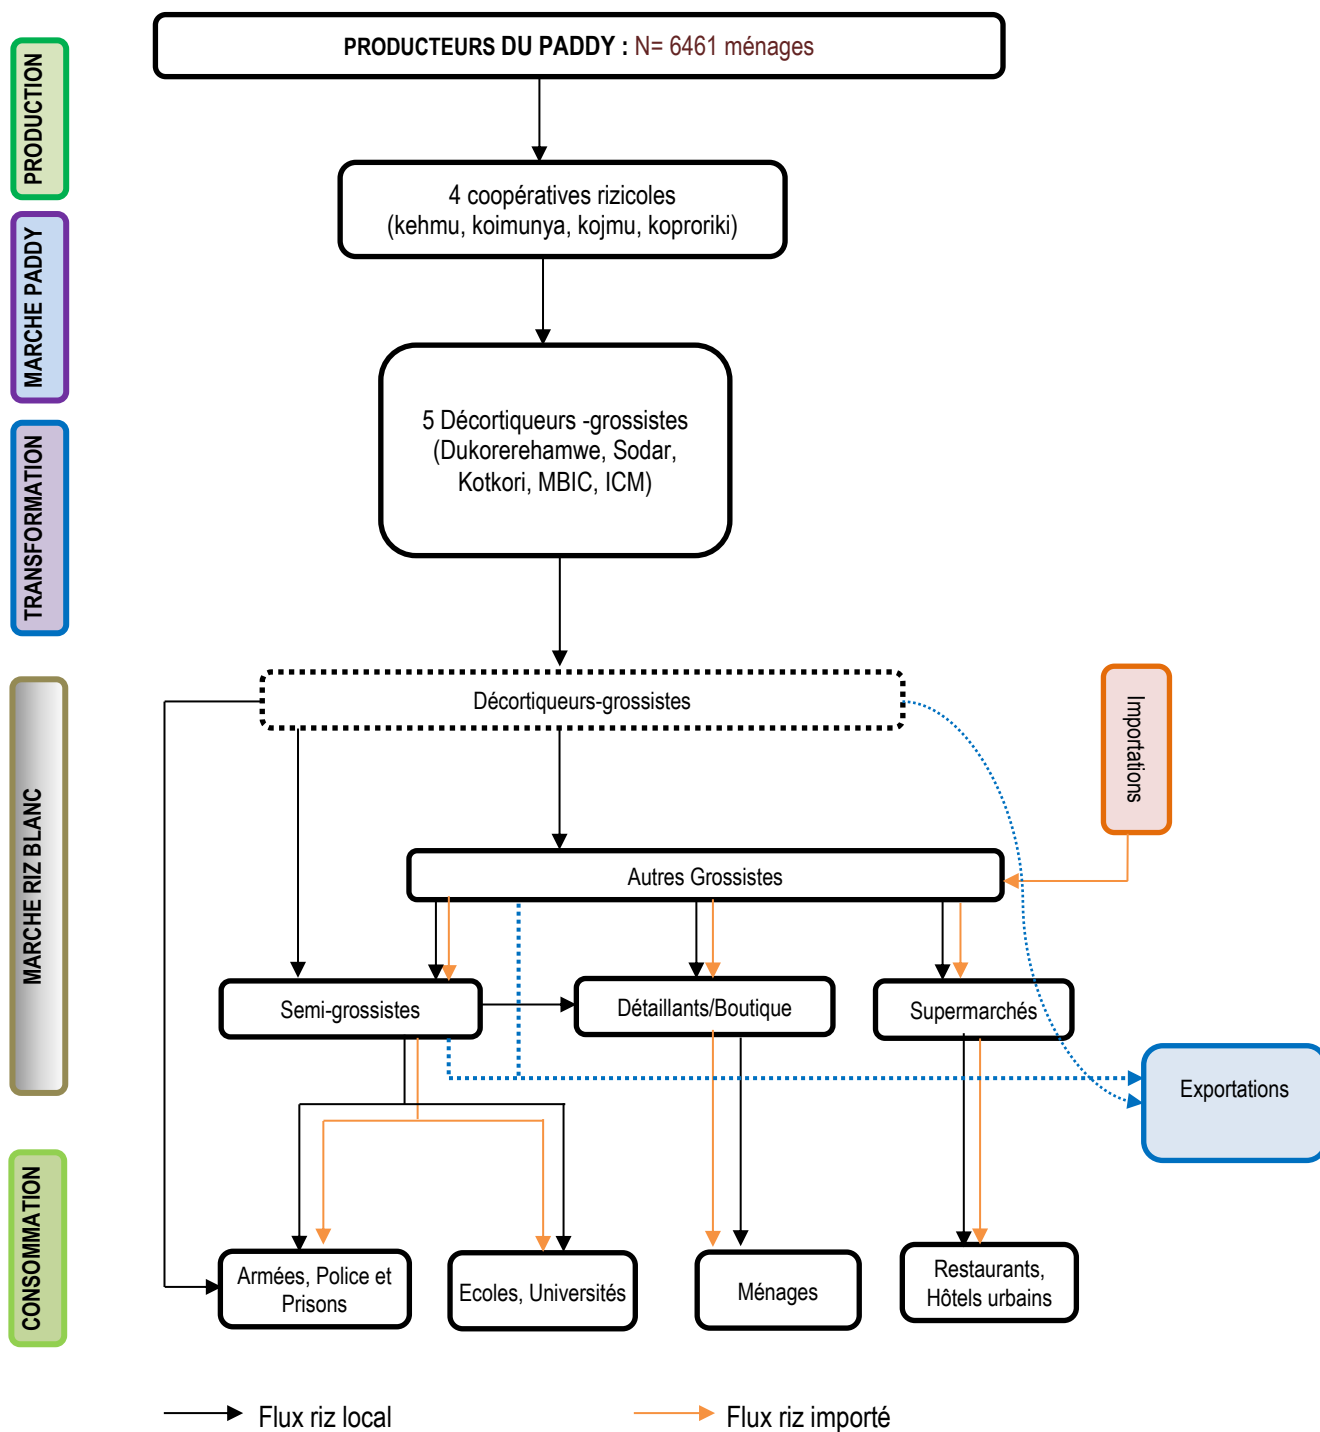 PRODUCTION
PRODUCTEURS DU PADDY : N= 6461 ménages
4 coopératives rizicoles
(kehmu, koimunya, kojmu, koproriki)
MARCHE PADDY
5 Décortiqueurs -grossistes
(Dukorerehamwe, Sodar,
Kotkori, MBIC, ICM)
TRANSFORMATION
Décortiqueurs-grossistes
Importations
MARCHE RIZ BLANC
Autres Grossistes
Semi-grossistes
Détaillants/Boutique
Supermarchés
Exportations
CONSOMMATION
Armées, Police et
Prisons
Ecoles, Universités
Ménages
Restaurants,
Hôtels urbains
Flux riz local
Flux riz importé